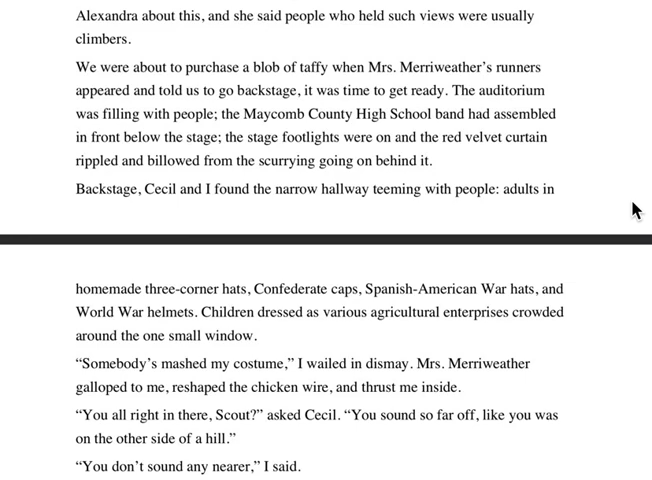 Alexandra about this, and she said people who held such views were usually
climbers.
We were about to purchase a blob of taffy when Mrs. Merriweather’s runners
appeared and told us to go backstage, it was time to get ready. The auditorium
was filling with people; the Maycomb County High School band had assembled
in front below the stage; the stage footlights were on and the red velvet curtain
rippled and billowed from the scurrying going on behind it.
Backstage, Cecil and I found the narrow hallway teeming with people: adults in
homemade three-corner hats, Confederate caps, Spanish-American War hats, and
World War helmets. Children dressed as various agricultural enterprises crowded
around the one small window.
“Somebody’s mashed my costume,” I wailed in dismay. Mrs. Merriweather
galloped to me, reshaped the chicken wire, and thrust me inside.
“You all right in there, Scout?” asked Cecil. “You sound so far off, like you was
on the other side of a hill.”
“You don’t sound any nearer,” I said.